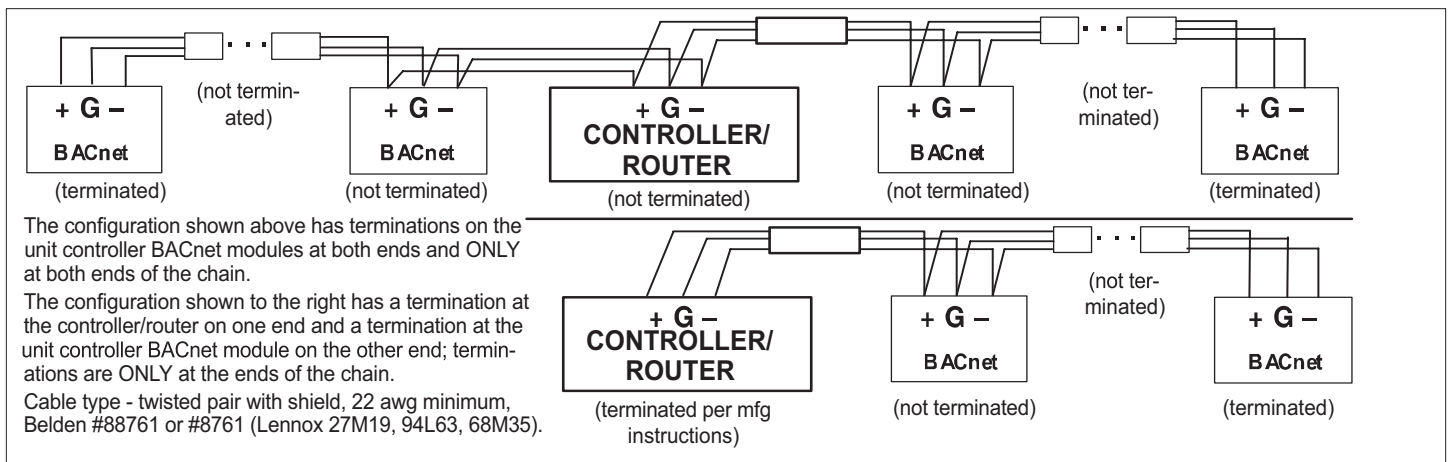 (not termin-
ated)
(not ter-
minated)
+ G –
BACnet
(terminated)
+ G –
BACnet
(not terminated)
+ G –
CONTROLLER/
ROUTER
(not terminated)
+ G –
BACnet
(not terminated)
+ G –
BACnet
(terminated)
The configuration shown above has terminations on the
unit controller BACnet modules at both ends and ONLY
at both ends of the chain.
The configuration shown to the right has a termination at
the controller/router on one end and a termination at the
unit controller BACnet module on the other end; termin-
ations are ONLY at the ends of the chain.
Cable type - twisted pair with shield, 22 awg minimum,
Belden #88761 or #8761 (Lennox 27M19, 94L63, 68M35).
(not ter-
minated)
+ G –
CONTROLLER/
ROUTER
(terminated per mfg
instructions)
+ G –
BACnet
(not terminated)
+ G –
BACnet
(terminated)